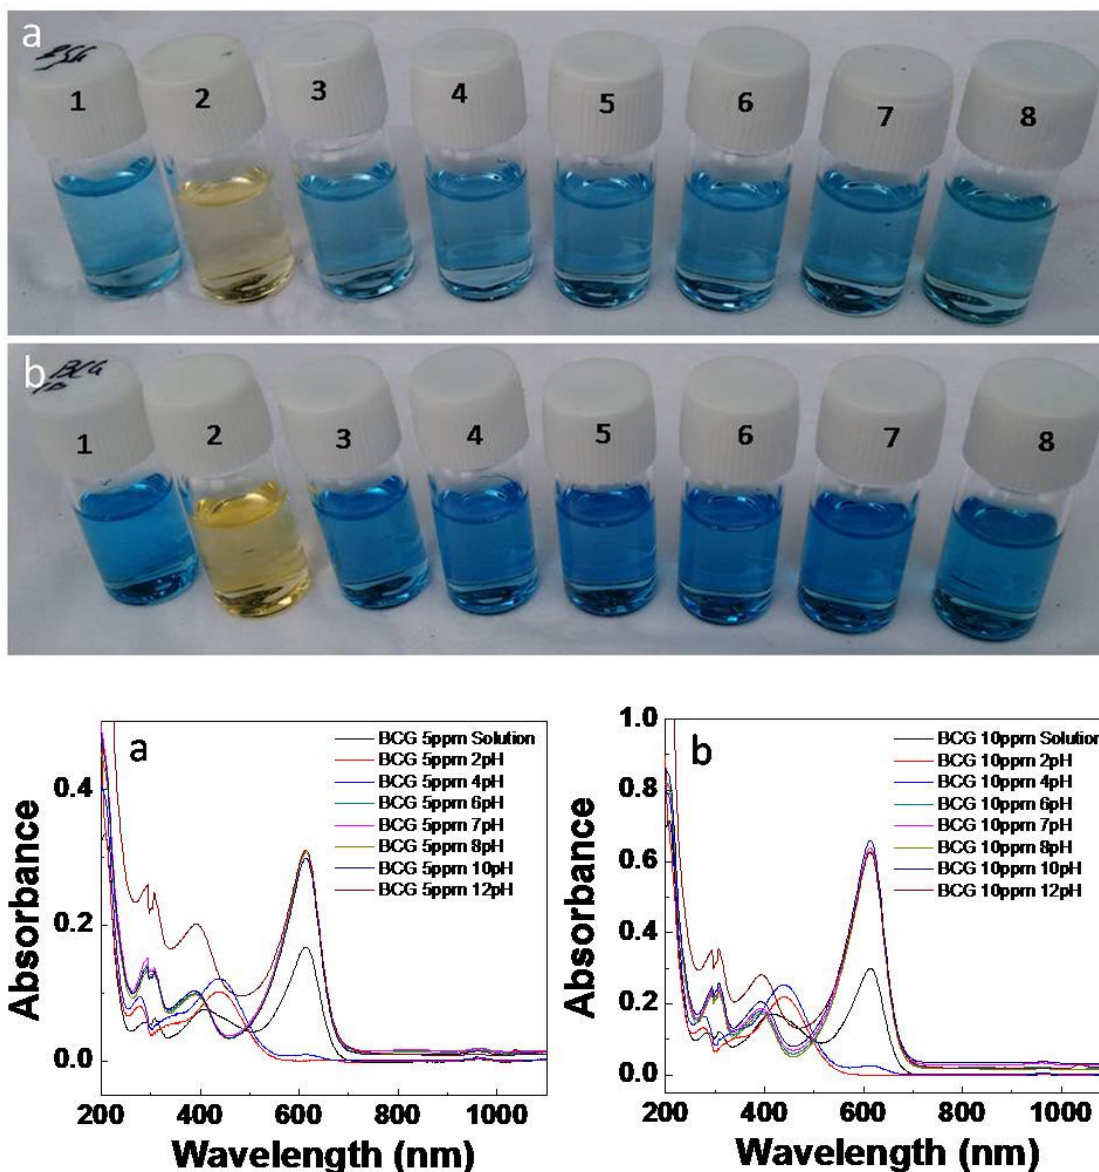 a
1 2 3 4 5 6 7 8
b
BCG
1 2 3 4 5 6 7 8
a
BCG 5ppm Solution
BCG 5ppm 2pH
BCG 5ppm 4pH
BCG 5ppm 6pH
BCG 5ppm 7pH
BCG 5ppm 8pH
BCG 5ppm 10pH
BCG 5ppm 12pH
0.4
0.2
0.0
Absorbance
200 400 600 800 1000
Wavelength (nm)
b
BCG 10ppm Solution
BCG 10ppm 2pH
BCG 10ppm 4pH
BCG 10ppm 6pH
BCG 10ppm 7pH
BCG 10ppm 8pH
BCG 10ppm 10pH
BCG 10ppm 12pH
1.0
0.8
0.6
0.4
0.2
0.0
Absorbance
200 400 600 800 1000
Wavelength (nm)